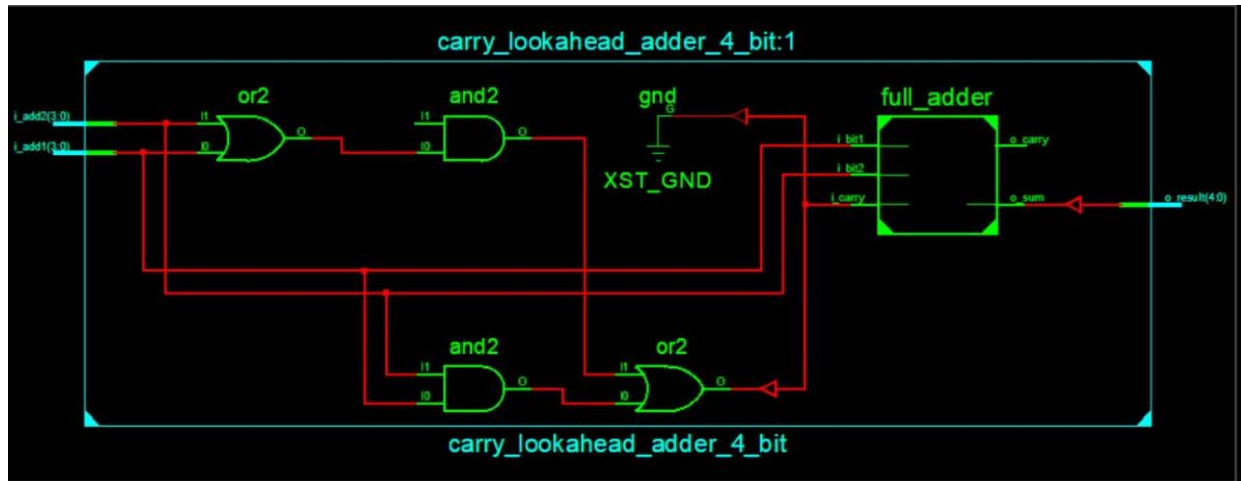 carry_lookahead_adder_4_bit:1
or2
and2
gnd
full_adder
i_add2(3:0)
i_add1(3:0)
I1
I0
O
I1
I0
O
G
XST_GND
i_bit1
i_bit2
i_carry
o_carry
o_sum
o_result(4:0)
and2
or2
I1
I0
O
I1
I0
O
carry_lookahead_adder_4_bit